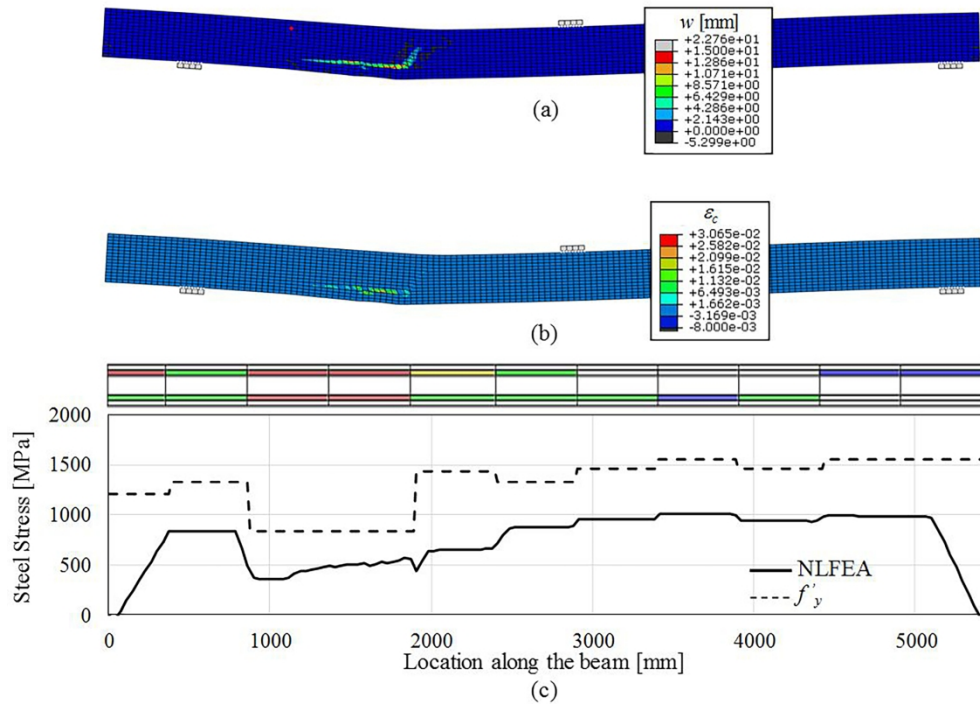 w [mm]
+2.276e+01
+1.500e+01
+1.286e+01
+1.071e+01
+8.571e+00
+6.429e+00
+4.286e+00
+2.143e+00
+0.000e+00
-5.299e+00
(a)
εc
+3.065e-02
+2.582e-02
+2.099e-02
+1.615e-02
+1.132e-02
+6.493e-03
+1.662e-03
-3.169e-03
-8.000e-03
(b)
Steel Stress [MPa]
2000
1500
1000
500
0
NLFEA
f'y
0 1000 2000 3000 4000 5000
Location along the beam [mm]
(c)